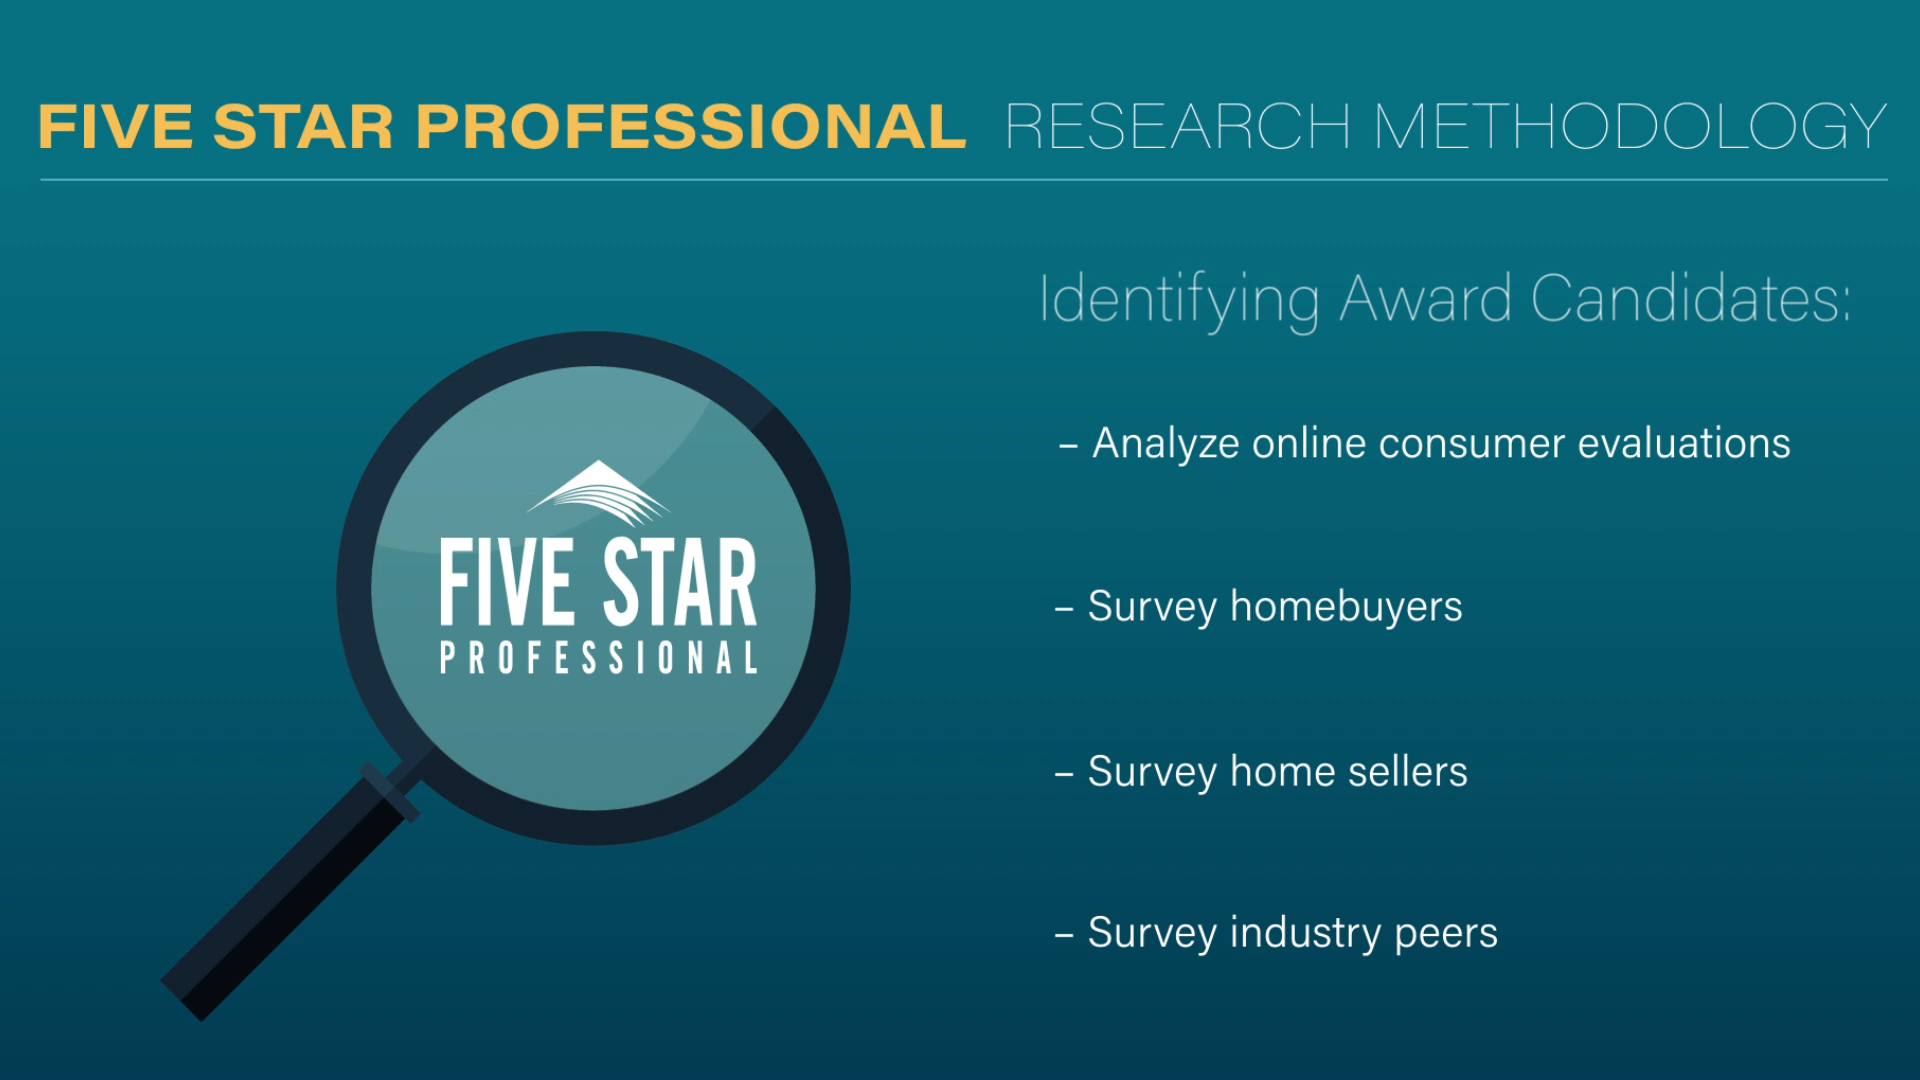 FIVE STAR PROFESSIONAL RESEARCH METHODOLOGY
Identifying Award Candidates:
– Analyze online consumer evaluations
– Survey homebuyers
– Survey home sellers
– Survey industry peers
FIVE STAR
PROFESSIONAL